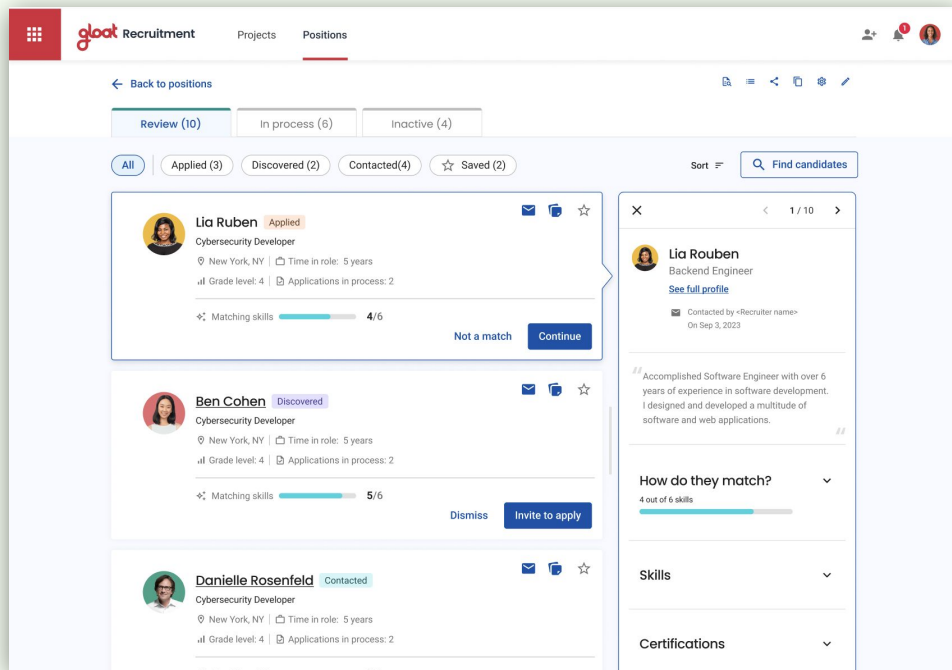 gloat Recruitment
Projects
Positions
1
Back to positions
Review (10)
In process (6)
Inactive (4)
All
Applied (3)
Discovered (2)
Contacted(4)
Saved (2)
Sort
Find candidates
Lia Ruben Applied
Cybersecurity Developer
New York, NY Time in role: 5 years
Grade level: 4 Applications in process: 2
Matching skills 4/6
Not a match
Continue
Ben Cohen Discovered
Cybersecurity Developer
New York, NY Time in role: 5 years
Grade level: 4 Applications in process: 2
Matching skills 5/6
Dismiss
Invite to apply
Danielle Rosenfeld Contacted
Cybersecurity Developer
New York, NY Time in role: 5 years
Grade level: 4 Applications in process: 2
1 / 10
Lia Rouben
Backend Engineer
See full profile
Contacted by <Recruiter name>
On Sep 3, 2023
"Accomplished Software Engineer with over 6
years of experience in software development.
I designed and developed a multitude of
software and web applications. "
How do they match?
4 out of 6 skills
Skills
Certifications